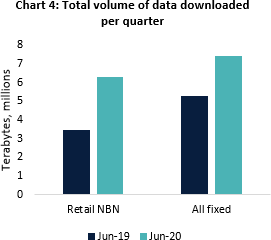 Chart 4: Total volume of data downloaded
per quarter
Terabytes, millions
8
7
6
5
4
3
2
1
0
Retail NBN
All fixed
Jun-19
Jun-20